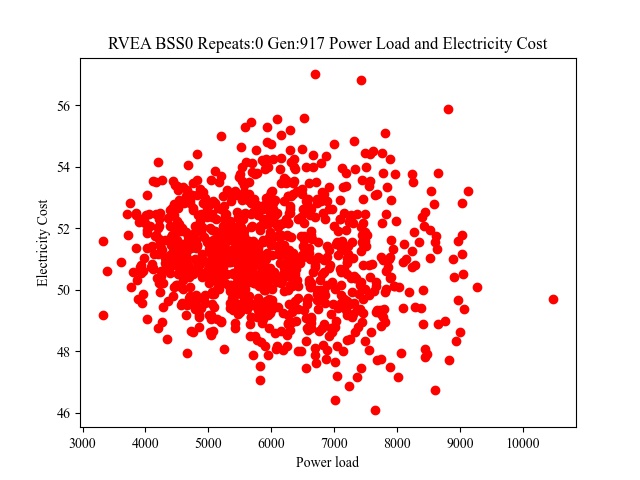 RVEA BSS0 Repeats:0 Gen:917 Power Load and Electricity Cost
56
54
52
50
48
46
Electricity Cost
3000 4000 5000 6000 7000 8000 9000 10000
Power load